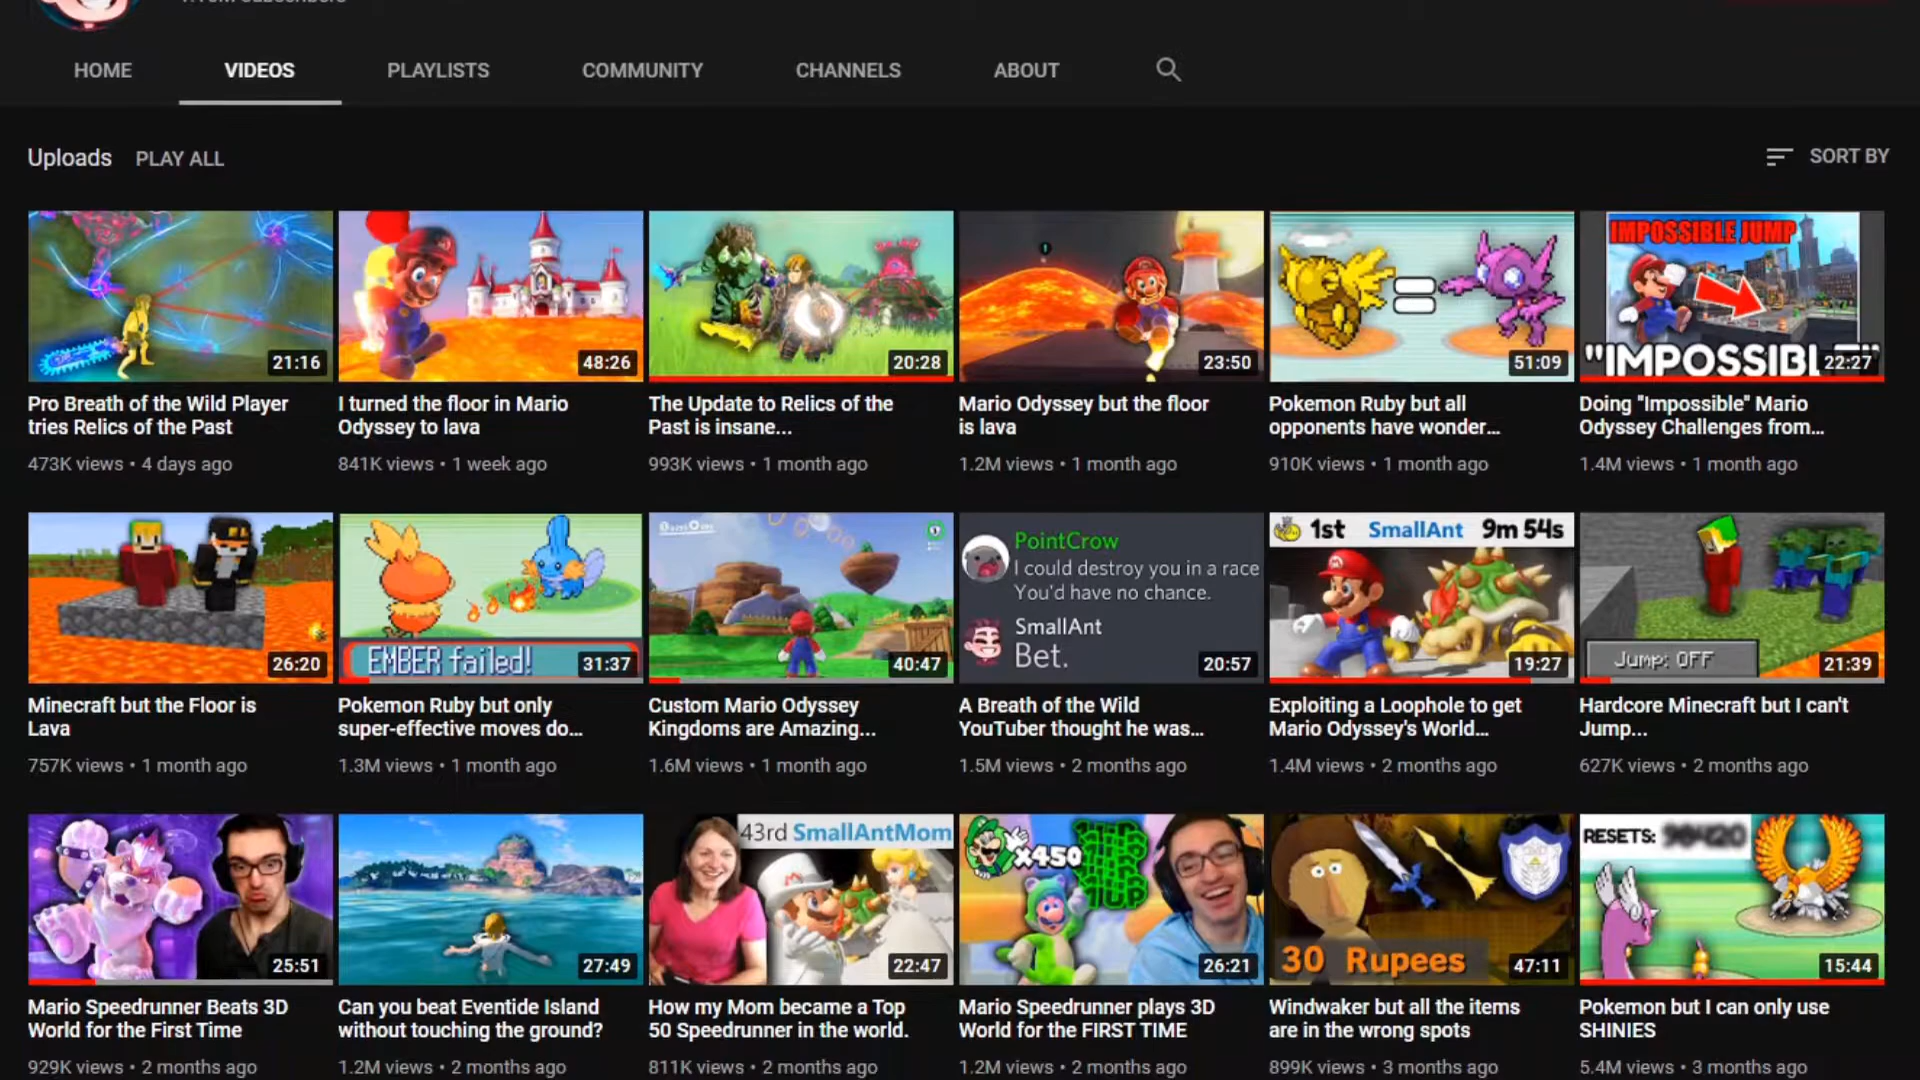 HOME VIDEOS PLAYLISTS COMMUNITY CHANNELS ABOUT
Uploads PLAY ALL SORT BY
IMPOSSIBLE JUMP
"IMPOSSIBL
21:16 48:26 20:28 23:50 51:09 22:27
Pro Breath of the Wild Player
tries Relics of the Past
473K views • 4 days ago
I turned the floor in Mario
Odyssey to lava
841K views • 1 week ago
The Update to Relics of the
Past is insane...
993K views • 1 month ago
Mario Odyssey but the floor
is lava
1.2M views • 1 month ago
Pokemon Ruby but all
opponents have wonder...
910K views • 1 month ago
Doing "Impossible" Mario
Odyssey Challenges from...
1.4M views • 1 month ago
EMBER failed!
PointCrow
I could destroy you in a race
You'd have no chance.
SmallAnt
Bet.
1st SmallAnt 9m 54s
Jump: OFF
26:20 31:37 40:47 20:57 19:27 21:39
Minecraft but the Floor is
Lava
757K views • 1 month ago
Pokemon Ruby but only
super-effective moves do...
1.3M views • 1 month ago
Custom Mario Odyssey
Kingdoms are Amazing...
1.6M views • 1 month ago
A Breath of the Wild
YouTuber thought he was...
1.5M views • 2 months ago
Exploiting a Loophole to get
Mario Odyssey's World...
1.4M views • 2 months ago
Hardcore Minecraft but I can't
Jump...
627K views • 2 months ago
43rd SmallAntMom
x450
1UP
30 Rupees
RESETS:
25:51 27:49 22:47 26:21 47:11 15:44
Mario Speedrunner Beats 3D
World for the First Time
929K views • 2 months ago
Can you beat Eventide Island
without touching the ground?
1.2M views • 2 months ago
How my Mom became a Top
50 Speedrunner in the world.
811K views • 2 months ago
Mario Speedrunner plays 3D
World for the FIRST TIME
1.2M views • 2 months ago
Windwaker but all the items
are in the wrong spots
899K views • 3 months ago
Pokemon but I can only use
SHINIES
5.4M views • 3 months ago